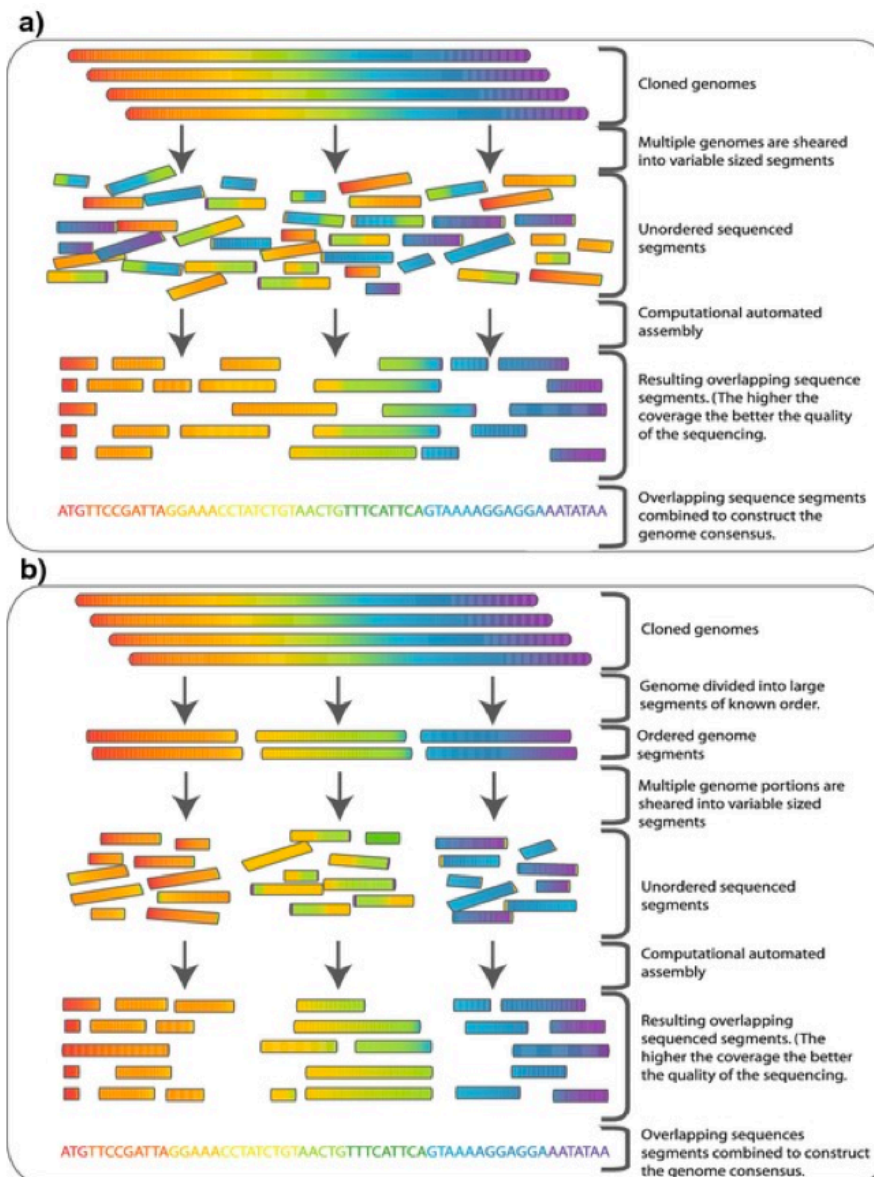 a)
Cloned genomes
Multiple genomes are sheared
into variable sized segments
Unordered sequenced
segments
Computational automated
assembly
Resulting overlapping sequence
segments. (The higher the
coverage the better the quality
of the sequencing.
ATGTTCCGATTAGGAAACCTATCTGTAACTGTTTCATTCAGTAAAAGGAGGAAATATAA
Overlapping sequence segments
combined to construct the
genome consensus.
b)
Cloned genomes
Genome divided into large
segments of known order.
Ordered genome
segments
Multiple genome portions are
sheared into variable sized
segments
Unordered sequenced
segments
Computational automated
assembly
Resulting overlapping
sequenced segments. (The
higher the coverage the better
the quality of the sequencing.
ATGTTCCGATTAGGAAACCTATCTGTAACTGTTTCATTCAGTAAAAGGAGGAAATATAA
Overlapping sequences
segments combined to construct
the genome consensus.